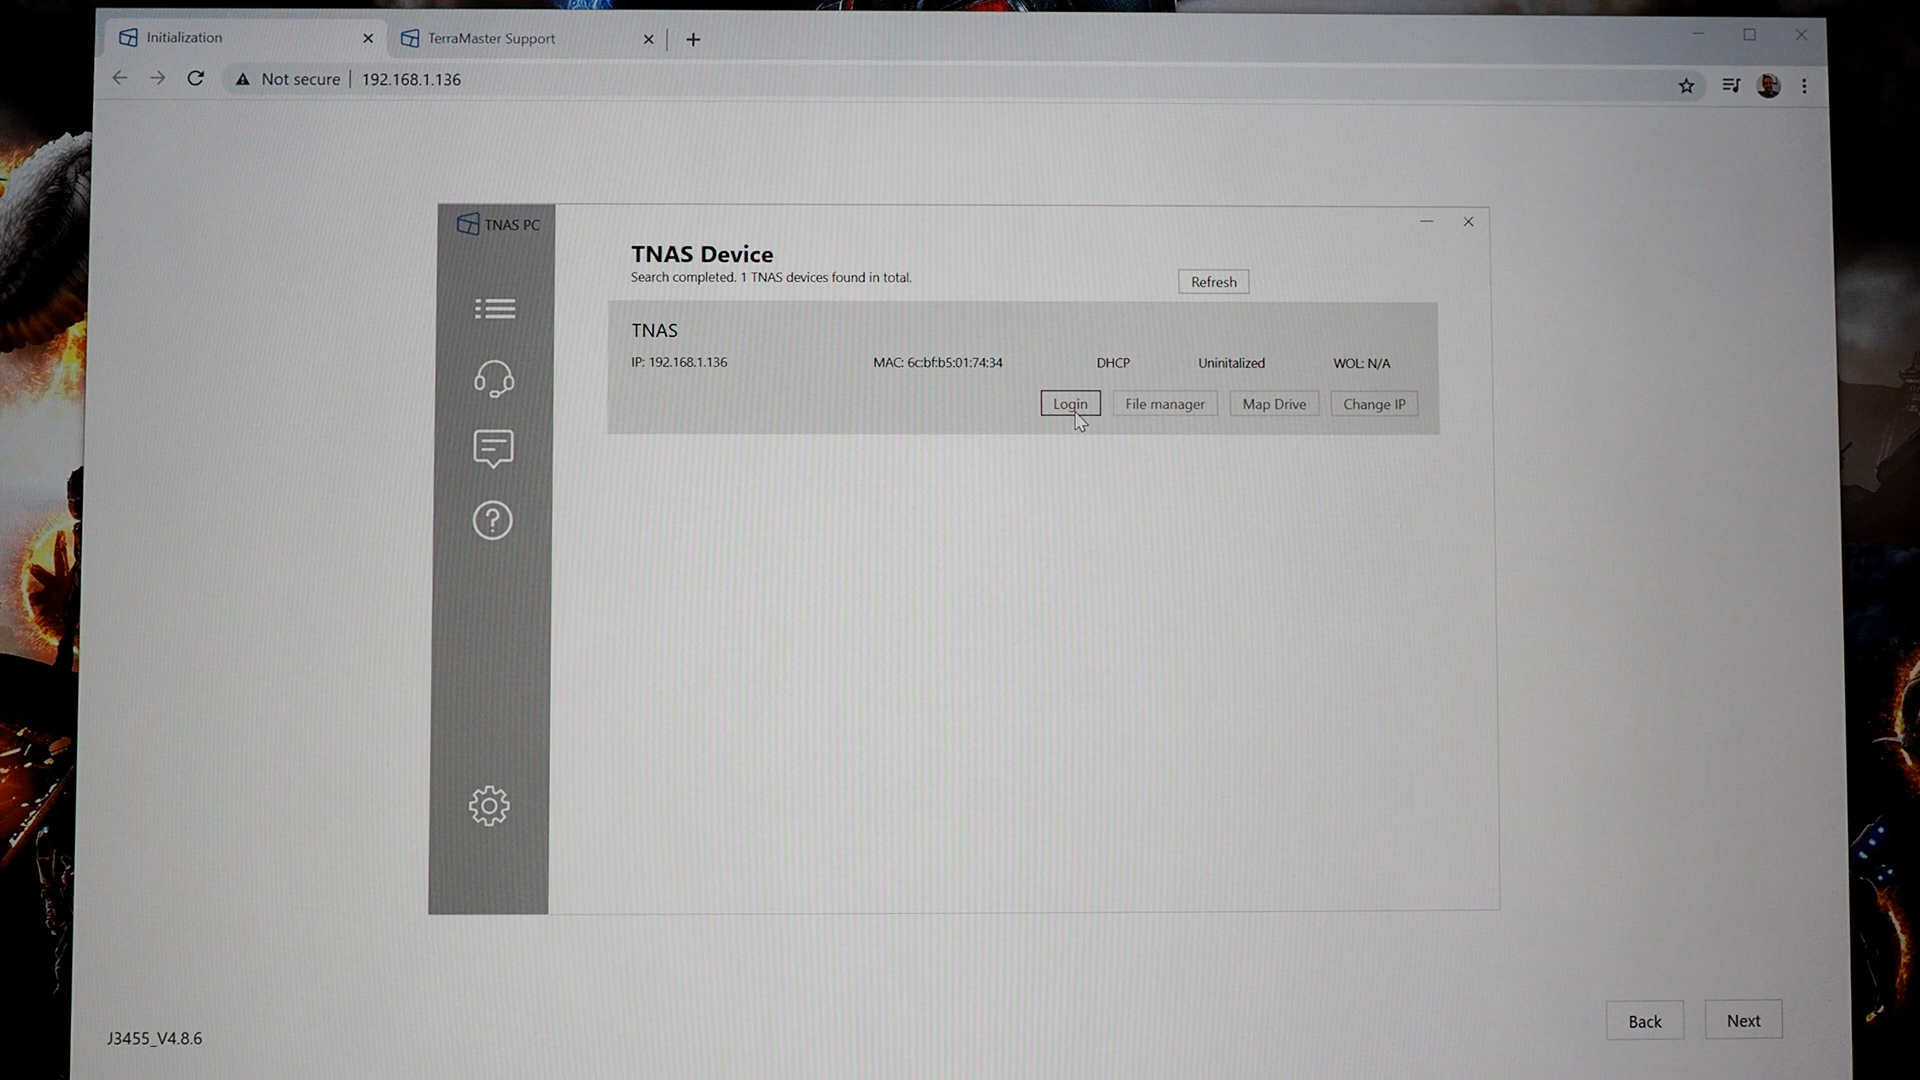 Initialization
TerraMaster Support
Not secure
192.168.1.136
TNAS PC
TNAS Device
Search completed. 1 TNAS devices found in total.
Refresh
TNAS
IP: 192.168.1.136 MAC: 6c:bf:b5:01:74:34 DHCP Uninitalized WOL: N/A
Login File manager Map Drive Change IP
J3455_V4.8.6
Back Next